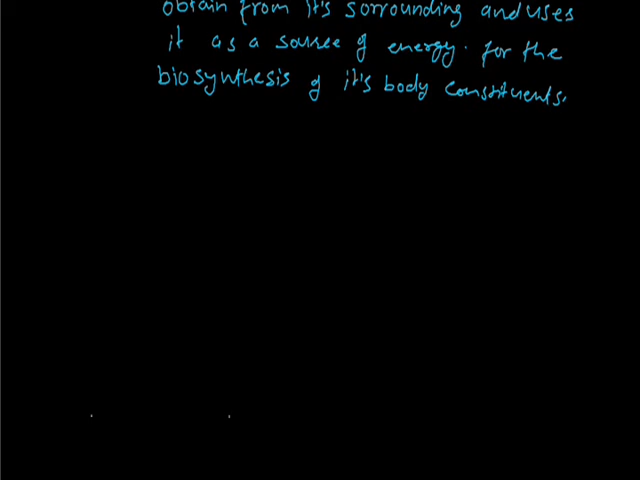 obtain from it's sorrounding and uses
it as a source of energy. for the
biosynthesis of it's body constituents.